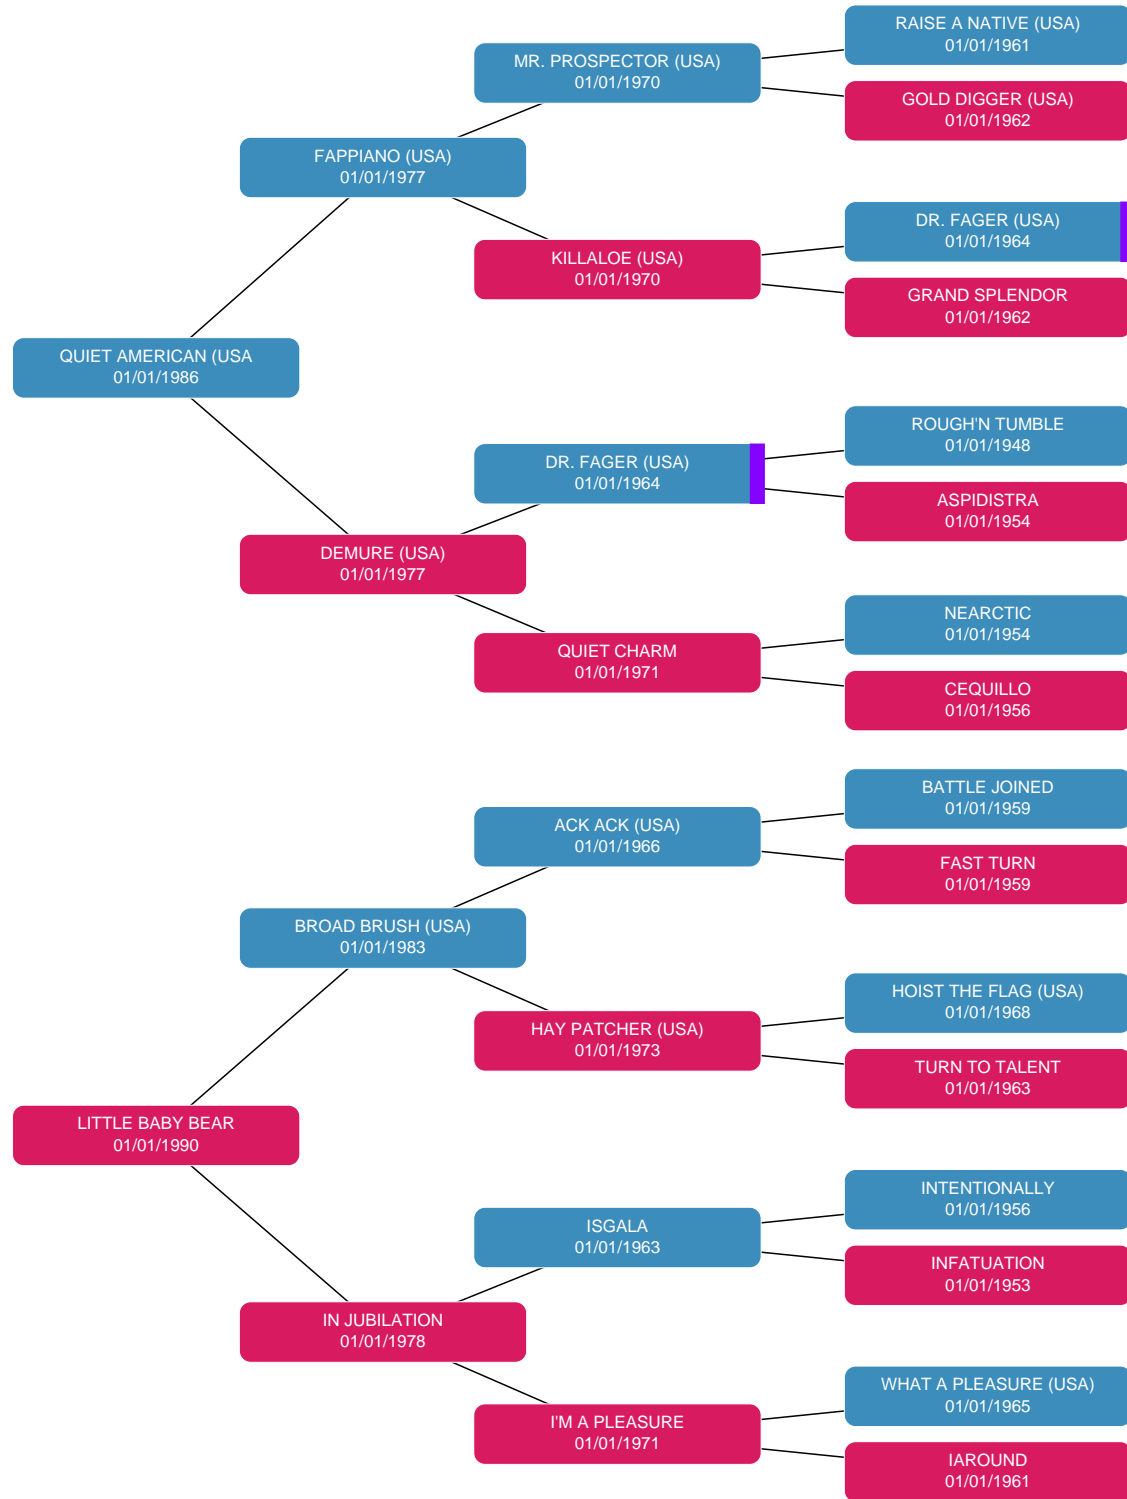 RAISE A NATIVE (USA)
01/01/1961
MR. PROSPECTOR (USA)
01/01/1970
GOLD DIGGER (USA)
01/01/1962
FAPPIANO (USA)
01/01/1977
DR. FAGER (USA)
01/01/1964
KILLALOE (USA)
01/01/1970
GRAND SPLENDOR
01/01/1962
QUIET AMERICAN (USA
01/01/1986
ROUGH'N TUMBLE
01/01/1948
DR. FAGER (USA)
01/01/1964
ASPIDISTRA
01/01/1954
DEMURE (USA)
01/01/1977
NEARCTIC
01/01/1954
QUIET CHARM
01/01/1971
CEQUILLO
01/01/1956
BATTLE JOINED
01/01/1959
ACK ACK (USA)
01/01/1966
FAST TURN
01/01/1959
BROAD BRUSH (USA)
01/01/1983
HOIST THE FLAG (USA)
01/01/1968
HAY PATCHER (USA)
01/01/1973
TURN TO TALENT
01/01/1963
LITTLE BABY BEAR
01/01/1990
INTENTIONALLY
01/01/1956
ISGALA
01/01/1963
INFATUATION
01/01/1953
IN JUBILATION
01/01/1978
WHAT A PLEASURE (USA)
01/01/1965
I'M A PLEASURE
01/01/1971
IAROUND
01/01/1961